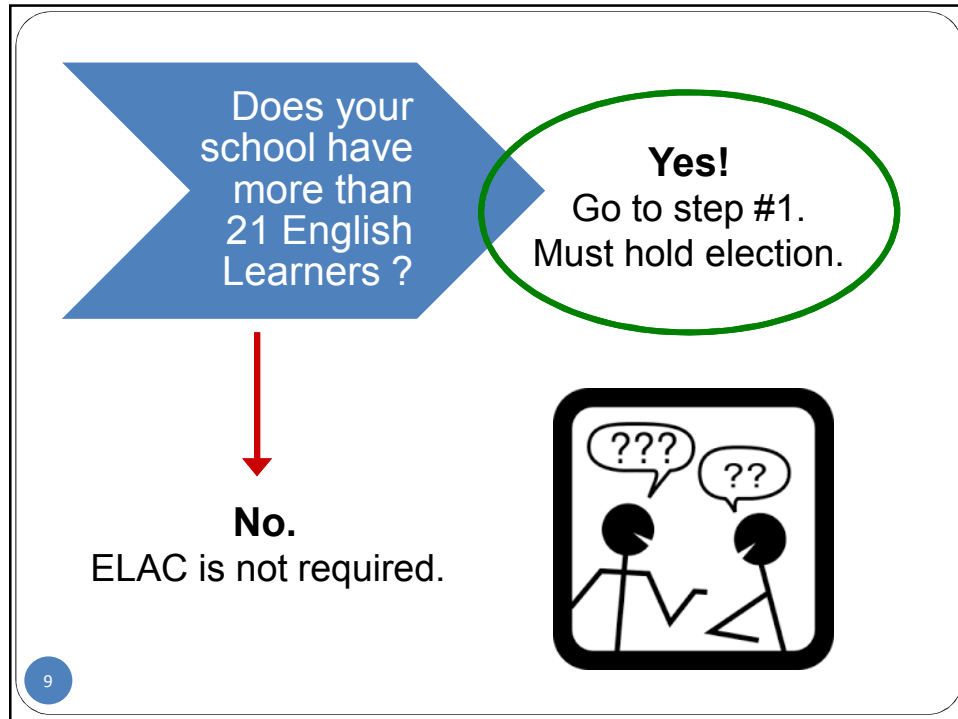 Does your
school have
more than
21 English
Learners ?
Yes!
Go to step #1.
Must hold election.
No.
ELAC is not required.
???
??
9